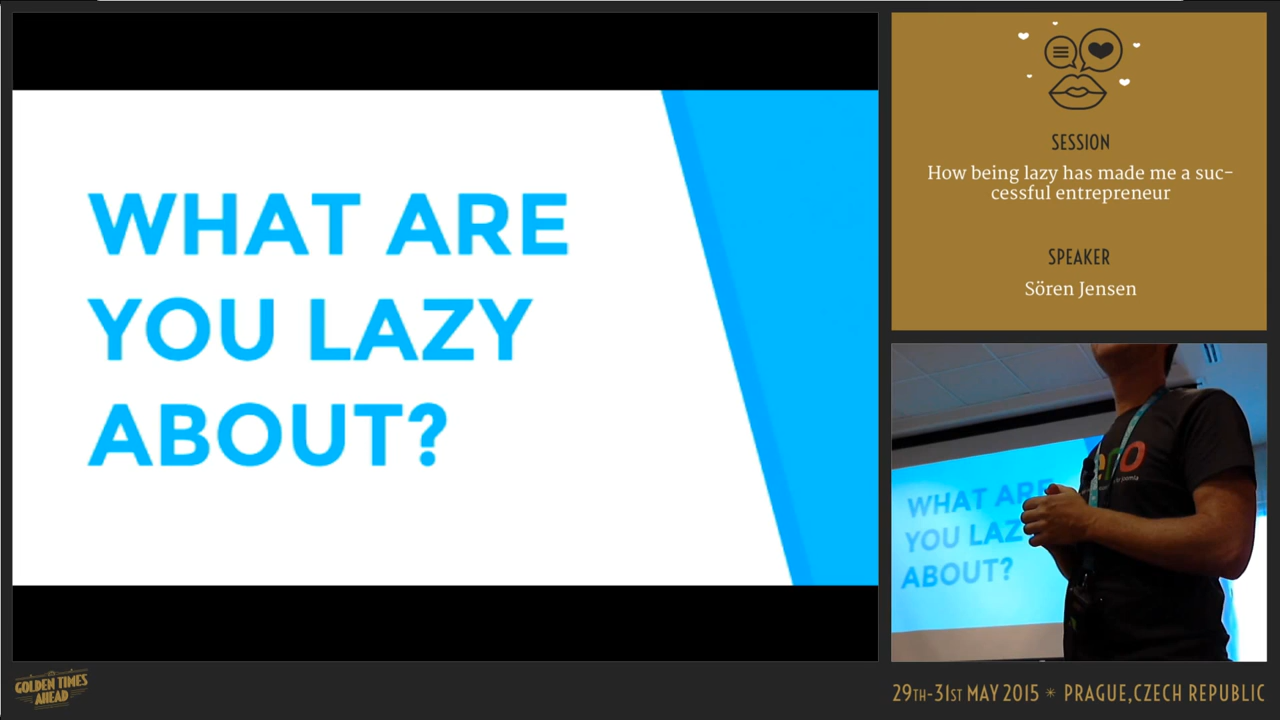 WHAT ARE
YOU LAZY
ABOUT?
SESSION
How being lazy has made me a suc-
cessful entrepreneur
SPEAKER
Sören Jensen
WHAT ARE
YOU LAZ
ABOUT?
GOLDEN TIMES
AHEAD
29TH-31ST MAY 2015 * PRAGUE,CZECH REPUBLIC